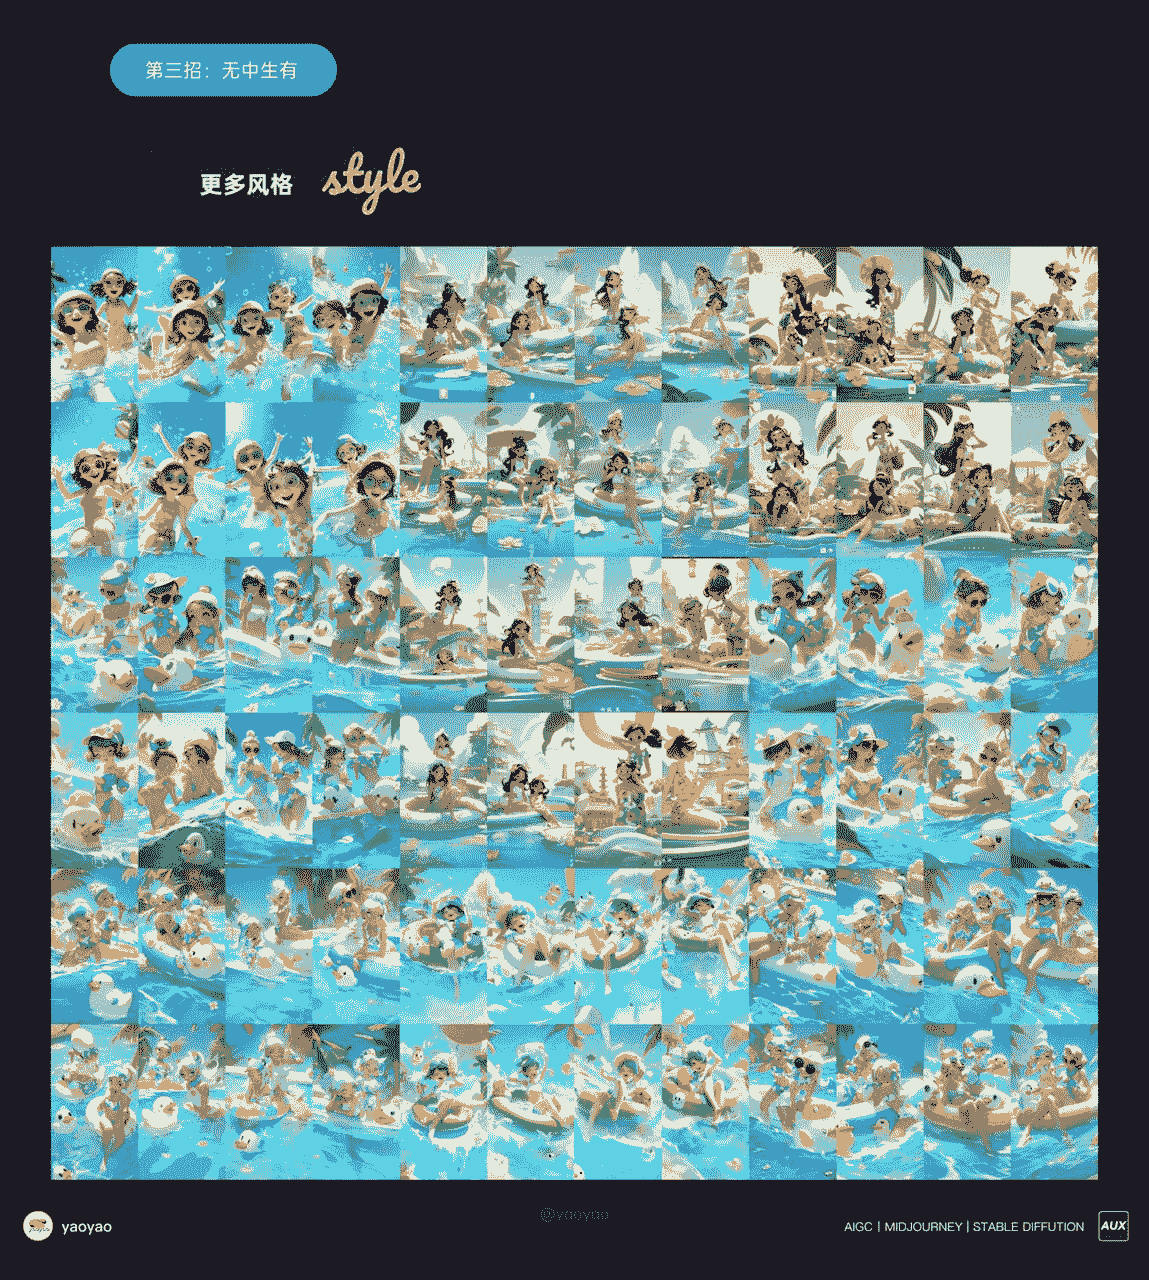 第三招：无中生有
更多风格 style
@yaoyao
yaoyao
AIGC | MIDJOURNEY | STABLE DIFFUTION AUX